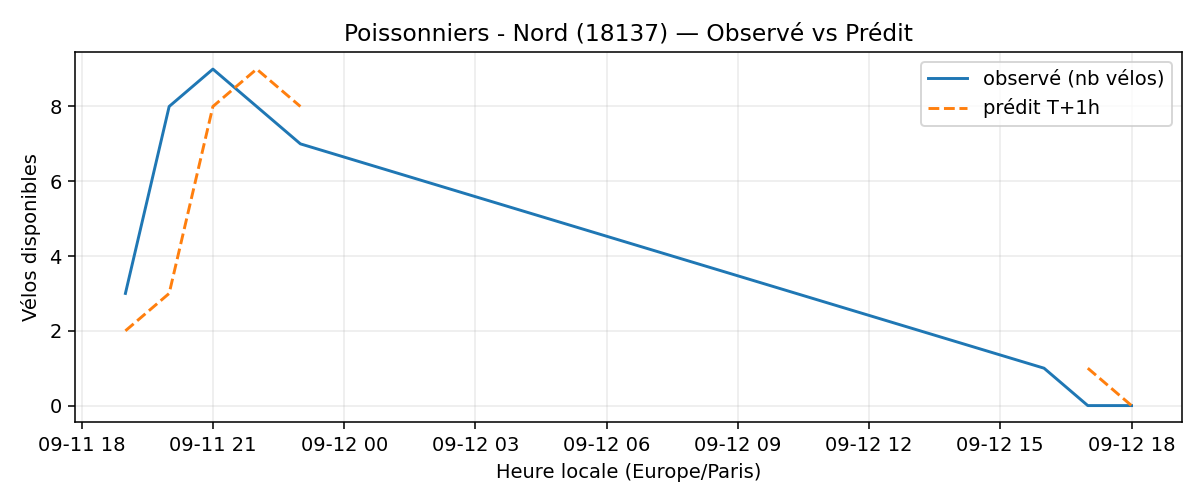 Poissonniers - Nord (18137) — Observé vs Prédit
observé (nb vélos)
prédit T+1h
Vélos disponibles
8
6
4
2
0
09-11 18 09-11 21 09-12 00 09-12 03 09-12 06 09-12 09 09-12 12 09-12 15 09-12 18
Heure locale (Europe/Paris)